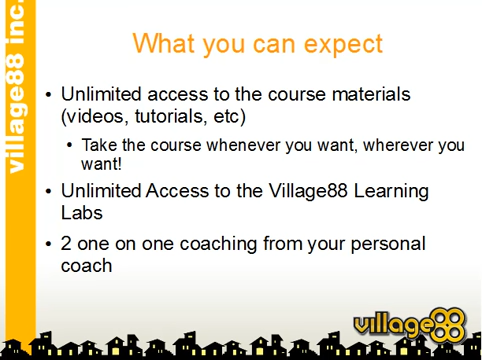 village88 inc.
What you can expect
• Unlimited access to the course materials
(videos, tutorials, etc)
• Take the course whenever you want, wherever you
want!
• Unlimited Access to the Village88 Learning
Labs
• 2 one on one coaching from your personal
coach
village88